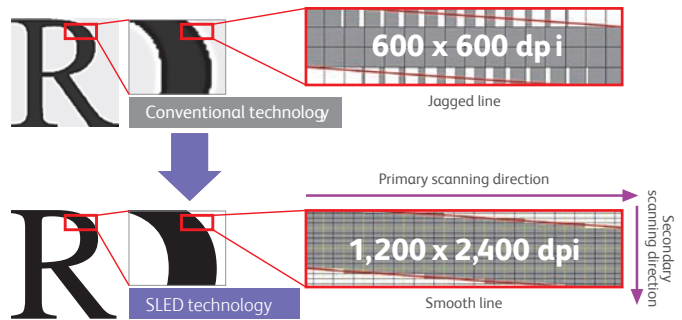 R
600 x 600 dpi
Conventional technology
Jagged line
Primary scanning direction
Secondary
scanning direction
R
1,200 x 2,400 dpi
SLED technology
Smooth line